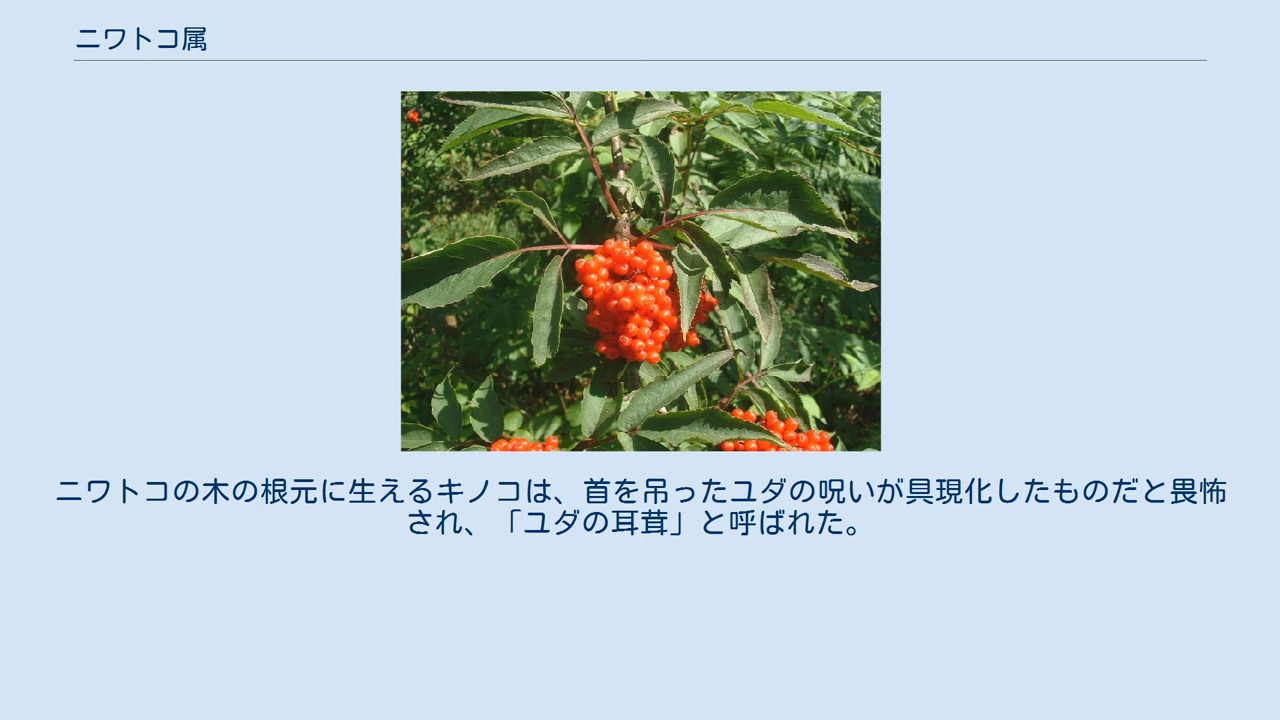 ニワトコ属
ニワトコの木の根元に生えるキノコは、首を吊ったユダの呪いが具現化したものだと畏怖
され、「ユダの耳茸」と呼ばれた。